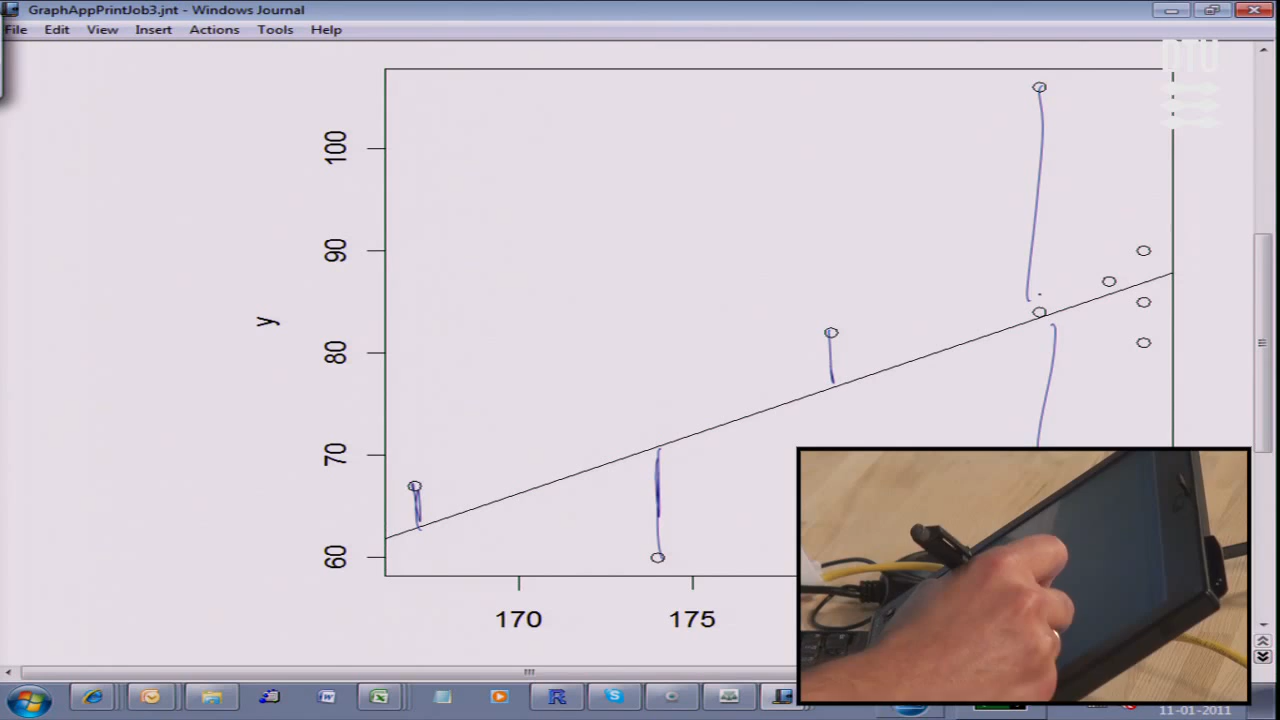 GraphAppPrintJob3.jnt - Windows Journal
File Edit View Insert Actions Tools Help
DTU
100
90
y
80
70
60
170 175
11-01-2011